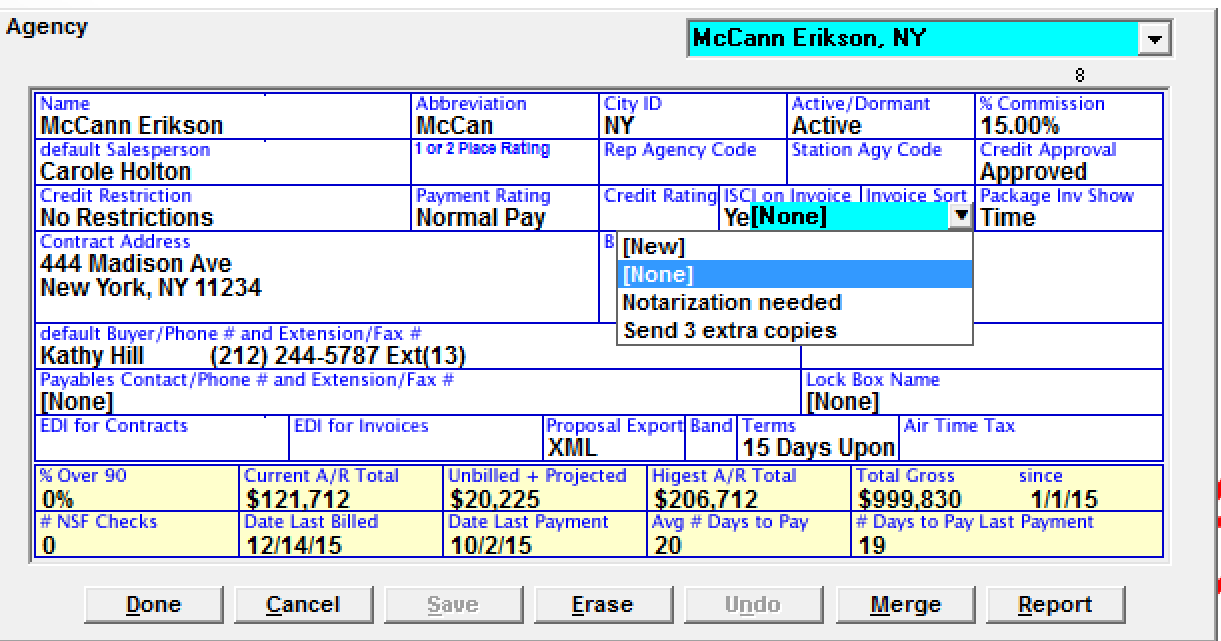 Agency
McCann Erikson, NY
8
Name Abbreviation City ID Active/Dormant % Commission
McCann Erikson McCan NY Active 15.00%
default Salesperson 1 or 2 Place Rating Rep Agency Code Station Agy Code Credit Approval
Carole Holton Approved
Credit Restriction Payment Rating Credit Rating ISCI on Invoice Invoice Sort Package Inv Show
No Restrictions Normal Pay Ye [None] Time
Contract Address B
444 Madison Ave
New York, NY 11234
[New]
[None]
Notarization needed
Send 3 extra copies
default Buyer/Phone # and Extension/Fax #
Kathy Hill (212) 244-5787 Ext(13)
Payables Contact/Phone # and Extension/Fax # Lock Box Name
[None] [None]
EDI for Contracts EDI for Invoices Proposal Export Band Terms Air Time Tax
XML 15 Days Upon
% Over 90 Current A/R Total Unbilled + Projected Higest A/R Total Total Gross since
0% $121,712 $20,225 $206,712 $999,830 1/1/15
# NSF Checks Date Last Billed Date Last Payment Avg # Days to Pay # Days to Pay Last Payment
0 12/14/15 10/2/15 20 19
Done Cancel Save Erase Undo Merge Report